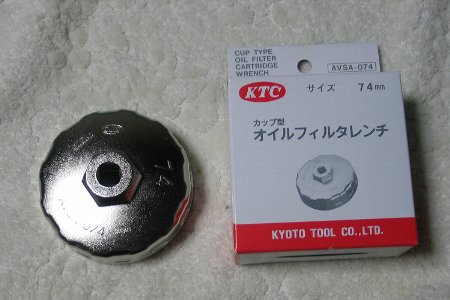 CUP TYPE
OIL FILTER
CARTRIDGE
WRENCH
AVSA-074
KTC
サイズ 74mm
カップ型
オイルフィルタレンチ
KYOTO TOOL CO.,LTD.
74